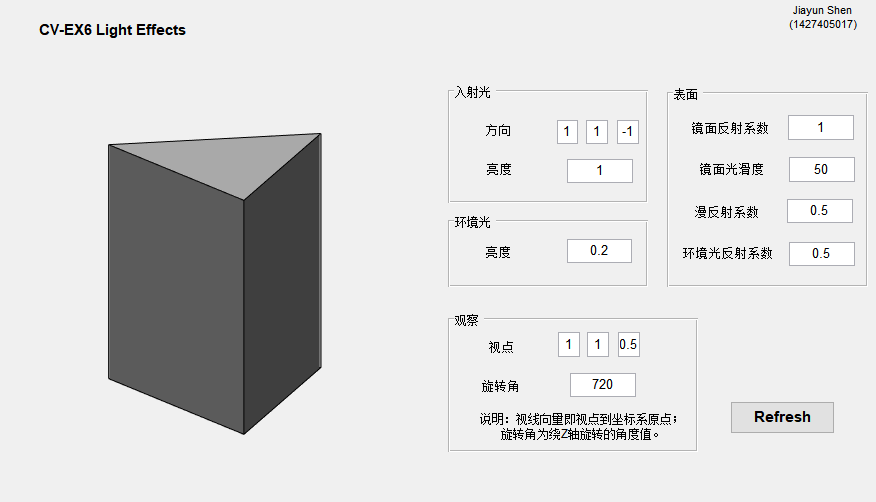 CV-EX6 Light Effects
Jiayun Shen
(1427405017)
入射光
方向 1 1 -1
亮度 1
环境光
亮度 0.2
表面
镜面反射系数 1
镜面光滑度 50
漫反射系数 0.5
环境光反射系数 0.5
观察
视点 1 1 0.5
旋转角 720
说明：视线向量即视点到坐标系原点；
旋转角为绕Z轴旋转的角度值。
Refresh